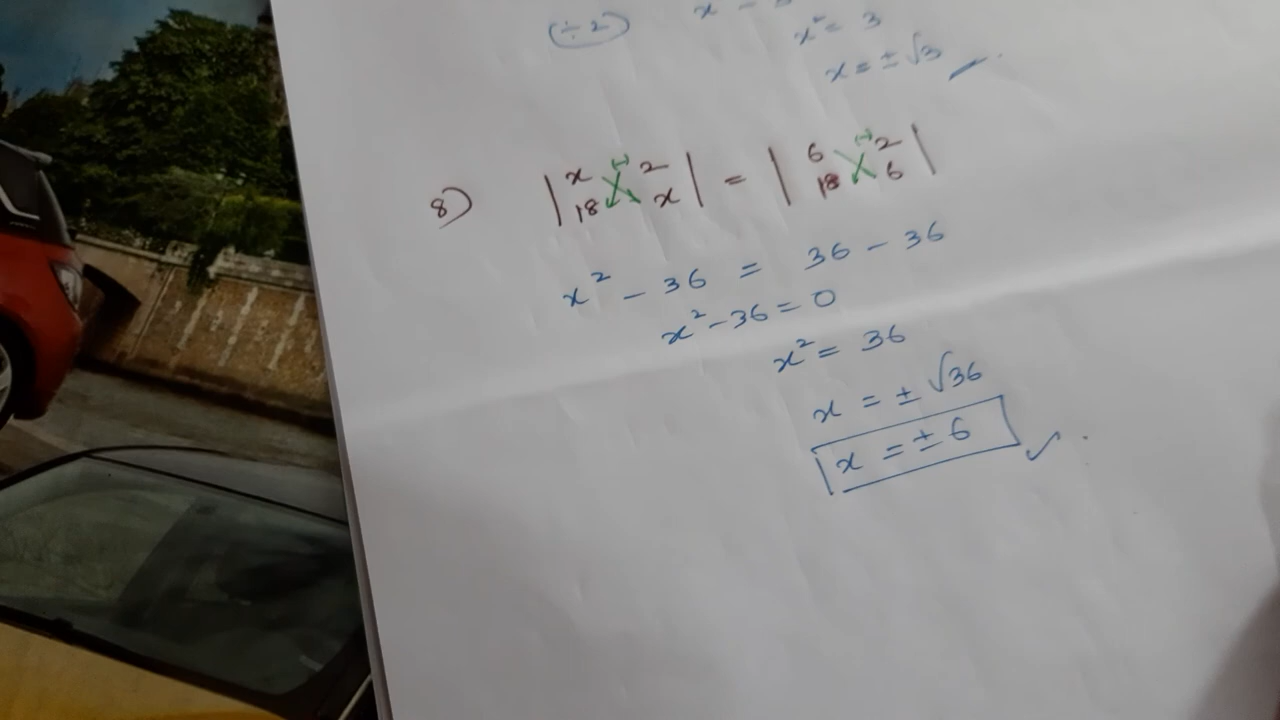 (÷2)
x² = 3
x = ± √3
8) | x 2 | = | 6 2 |
| 18 x | | 18 6 |
x² - 36 = 36 - 36
x² - 36 = 0
x² = 36
x = ± √36
x = ± 6 ✓